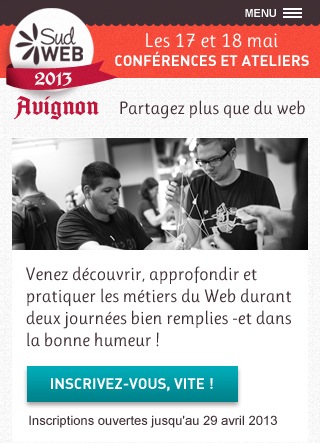 MENU
Sud
WEB
2013
Les 17 et 18 mai
CONFÉRENCES ET ATELIERS
Avignon
Partagez plus que du web
Venez découvrir, approfondir et
pratiquer les métiers du Web durant
deux journées bien remplies -et dans
la bonne humeur !
INSCRIVEZ-VOUS, VITE !
Inscriptions ouvertes jusqu'au 29 avril 2013